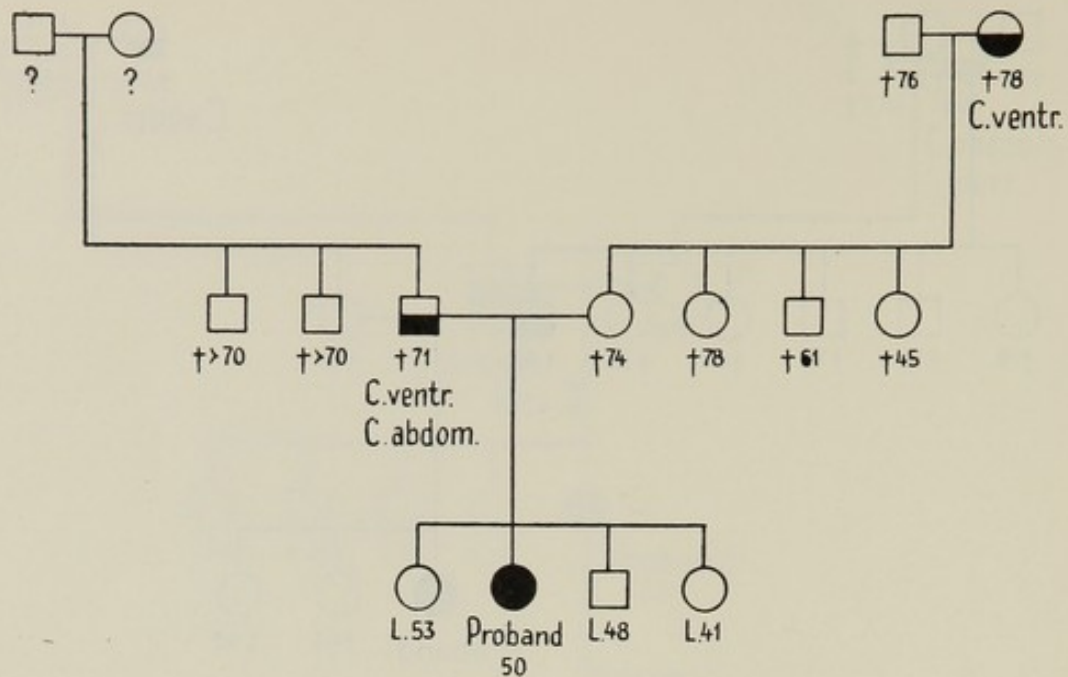 ?
?
†76
†78
C.ventr.
†>70
†>70
†71
C.ventr.
C.abdom.
†74
†78
†61
†45
L.53
Proband
50
L.48
L.41